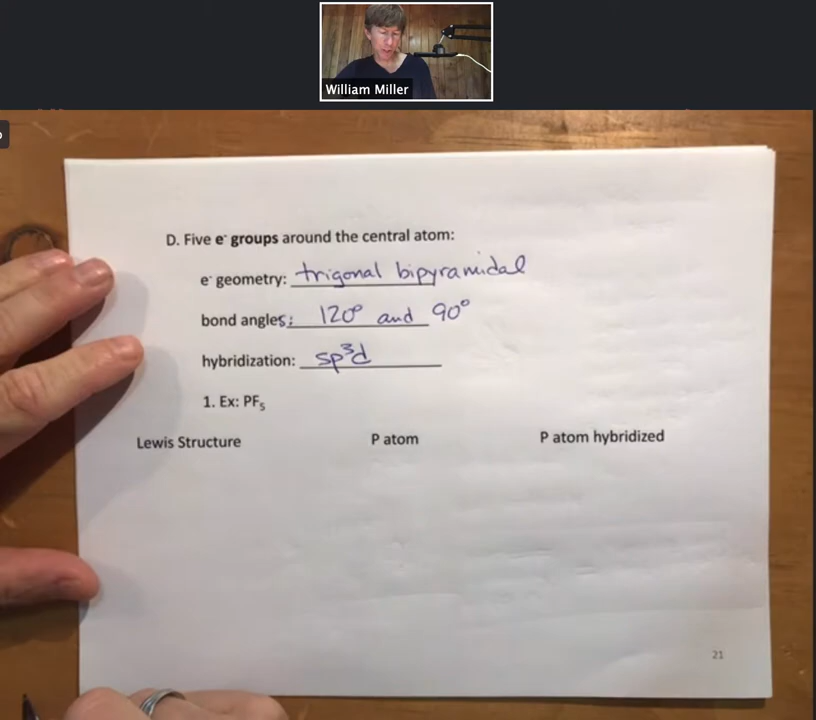 William Miller
D. Five e- groups around the central atom:
e- geometry: trigonal bipyramidal
bond angles: 120° and 90°
hybridization: sp³d
1. Ex: PF₅
Lewis Structure P atom P atom hybridized
21